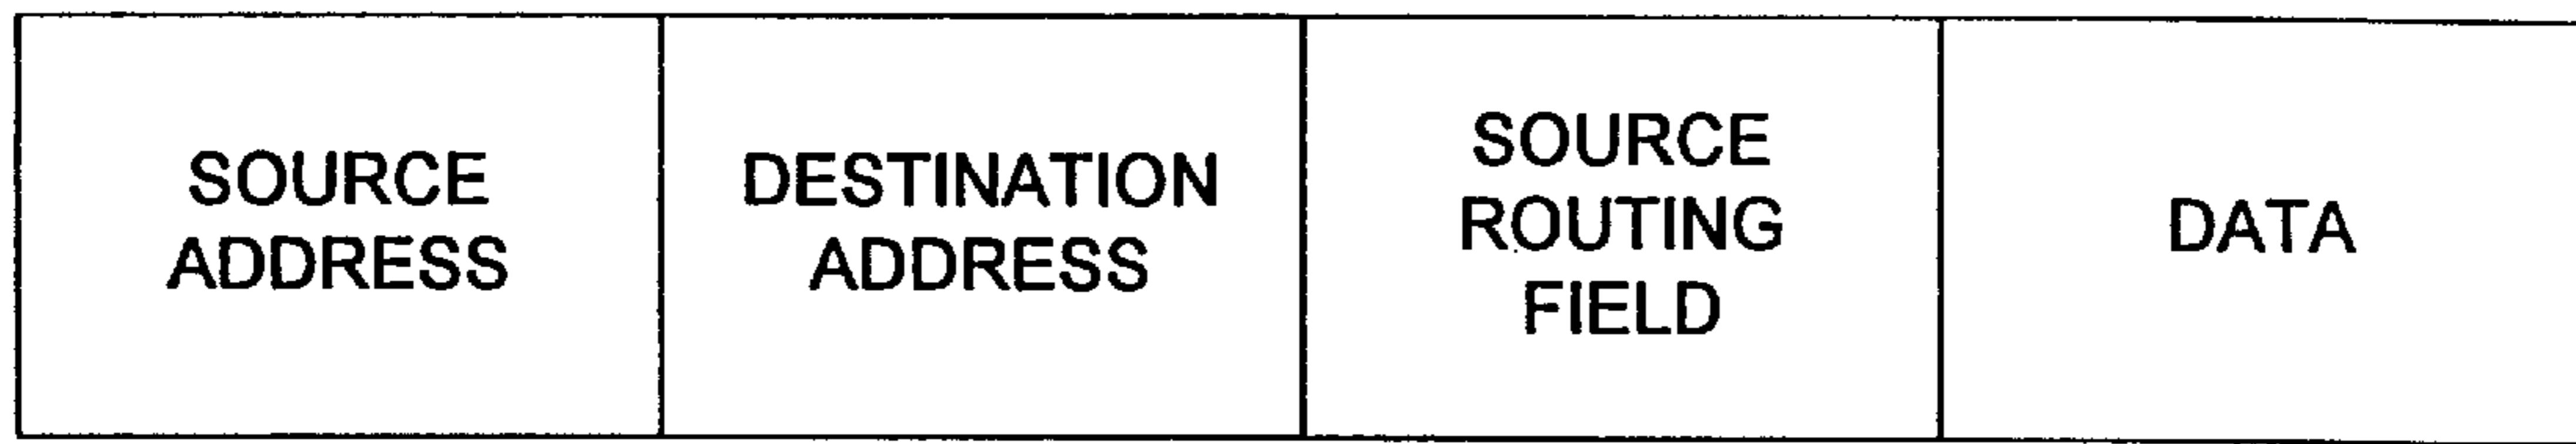 SOURCE
ADDRESS
DESTINATION
ADDRESS
SOURCE
ROUTING
FIELD
DATA